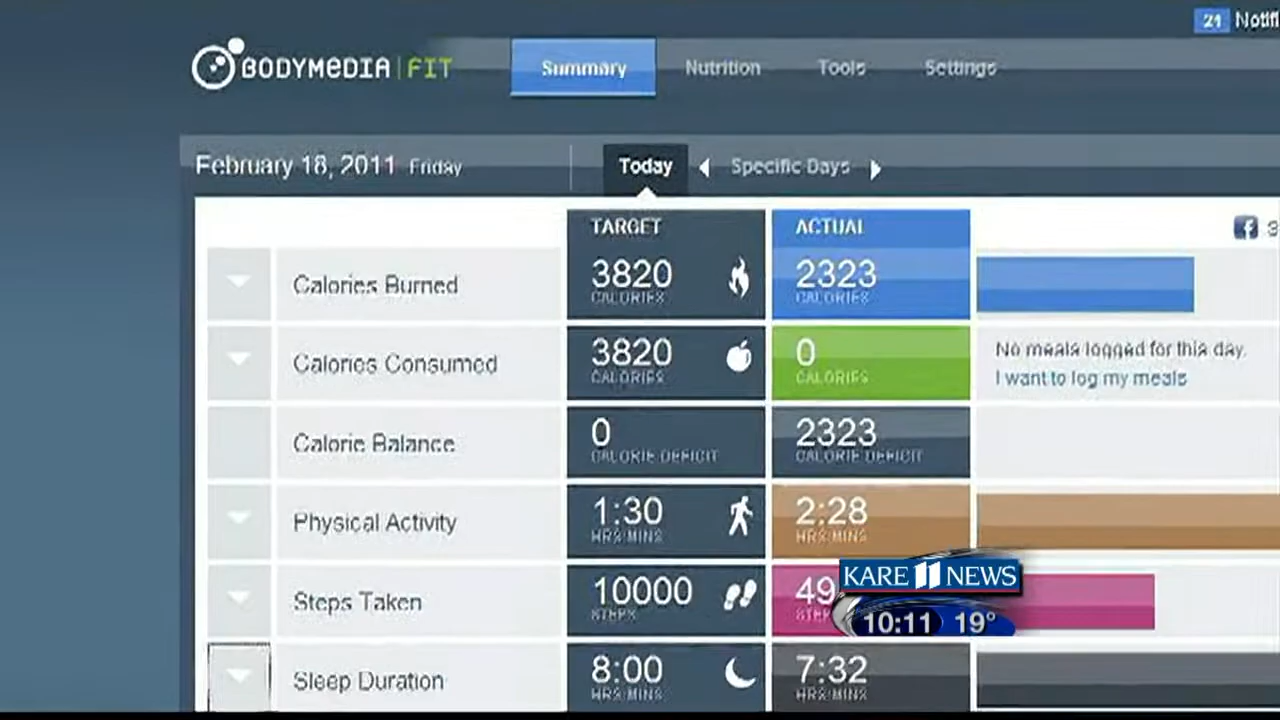 21 Notifi
BODYMEDIA | FIT
Summary
Nutrition
Tools
Settings
February 18, 2011 Friday
Today
Specific Days
TARGET
ACTUAL
Calories Burned
3820
CALORIES
2323
CALORIES
Calories Consumed
3820
CALORIES
0
CALORIES
No meals logged for this day.
I want to log my meals
Calorie Balance
0
CALORIE DEFICIT
2323
CALORIE DEFICIT
Physical Activity
1:30
HRS:MINS
2:28
HRS:MINS
Steps Taken
10000
STEPS
49
STEP
Sleep Duration
8:00
HRS:MINS
7:32
HRS:MINS
KARE 11 NEWS
10:11 19°